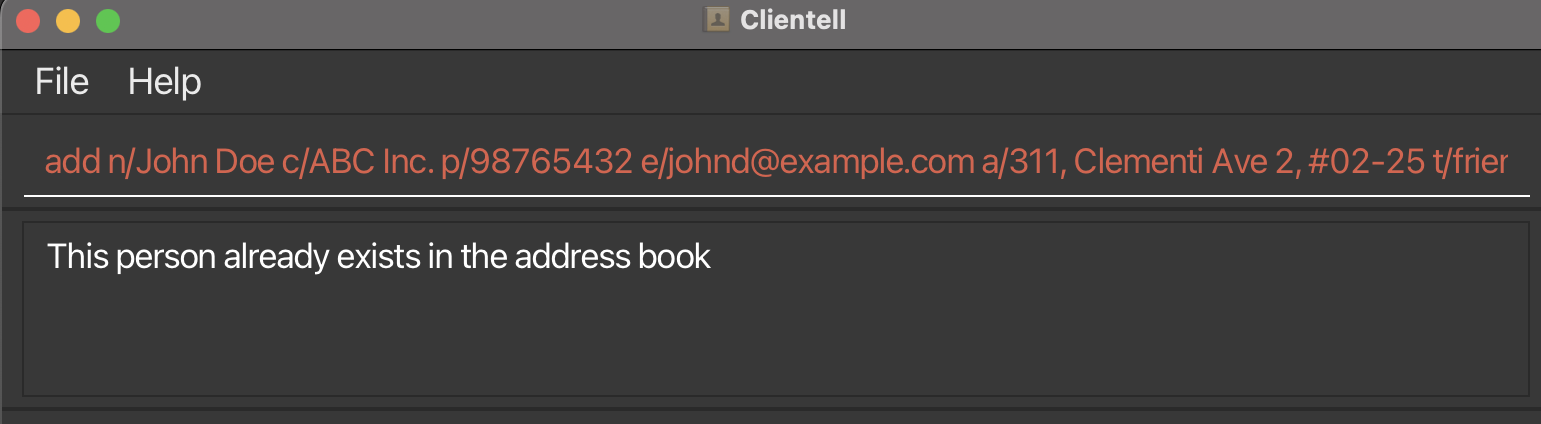 Clientell
File Help
add n/John Doe c/ABC Inc. p/98765432 e/johnd@example.com a/311, Clementi Ave 2, #02-25 t/frier
This person already exists in the address book